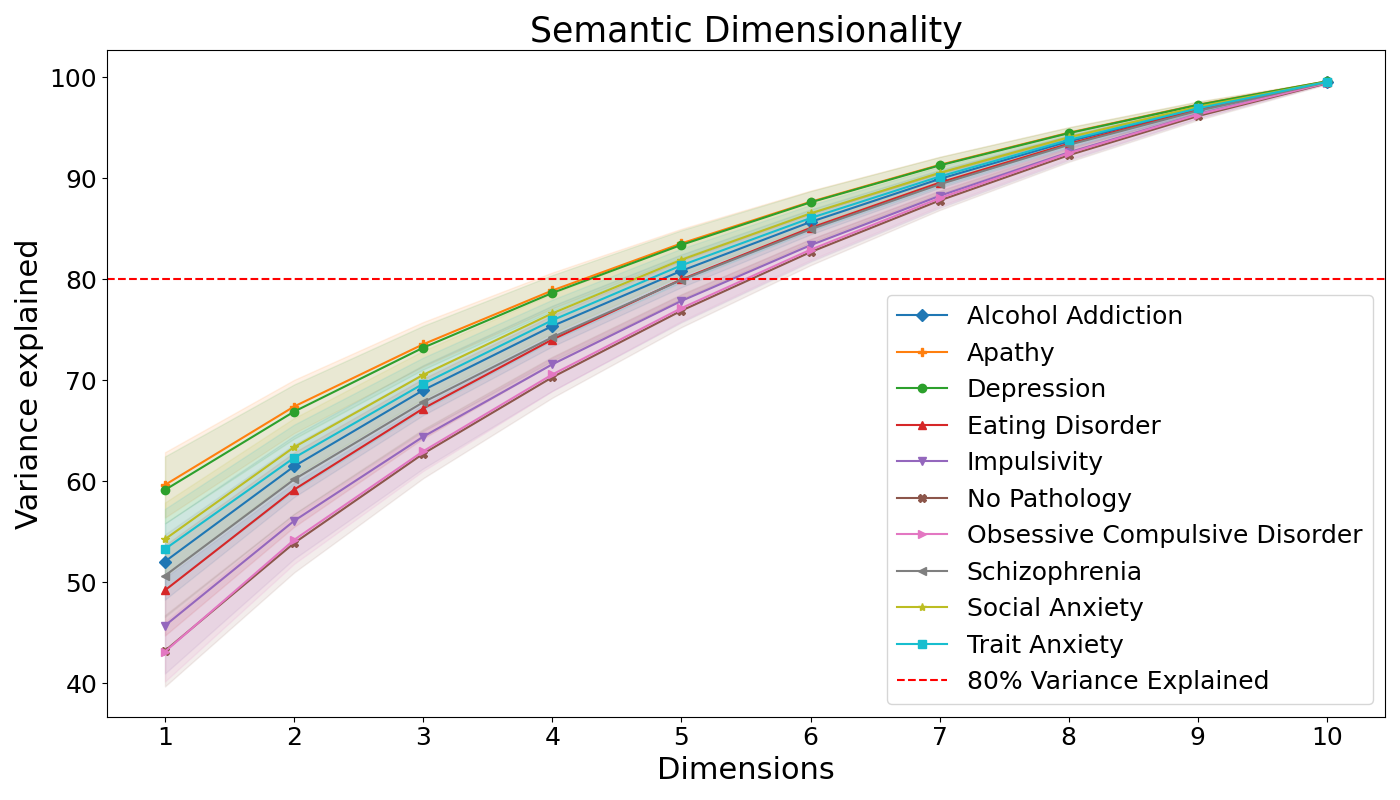 Semantic Dimensionality
Variance explained
100
90
80
70
60
50
40
Alcohol Addiction
Apathy
Depression
Eating Disorder
Impulsivity
No Pathology
Obsessive Compulsive Disorder
Schizophrenia
Social Anxiety
Trait Anxiety
80% Variance Explained
1 2 3 4 5 6 7 8 9 10
Dimensions